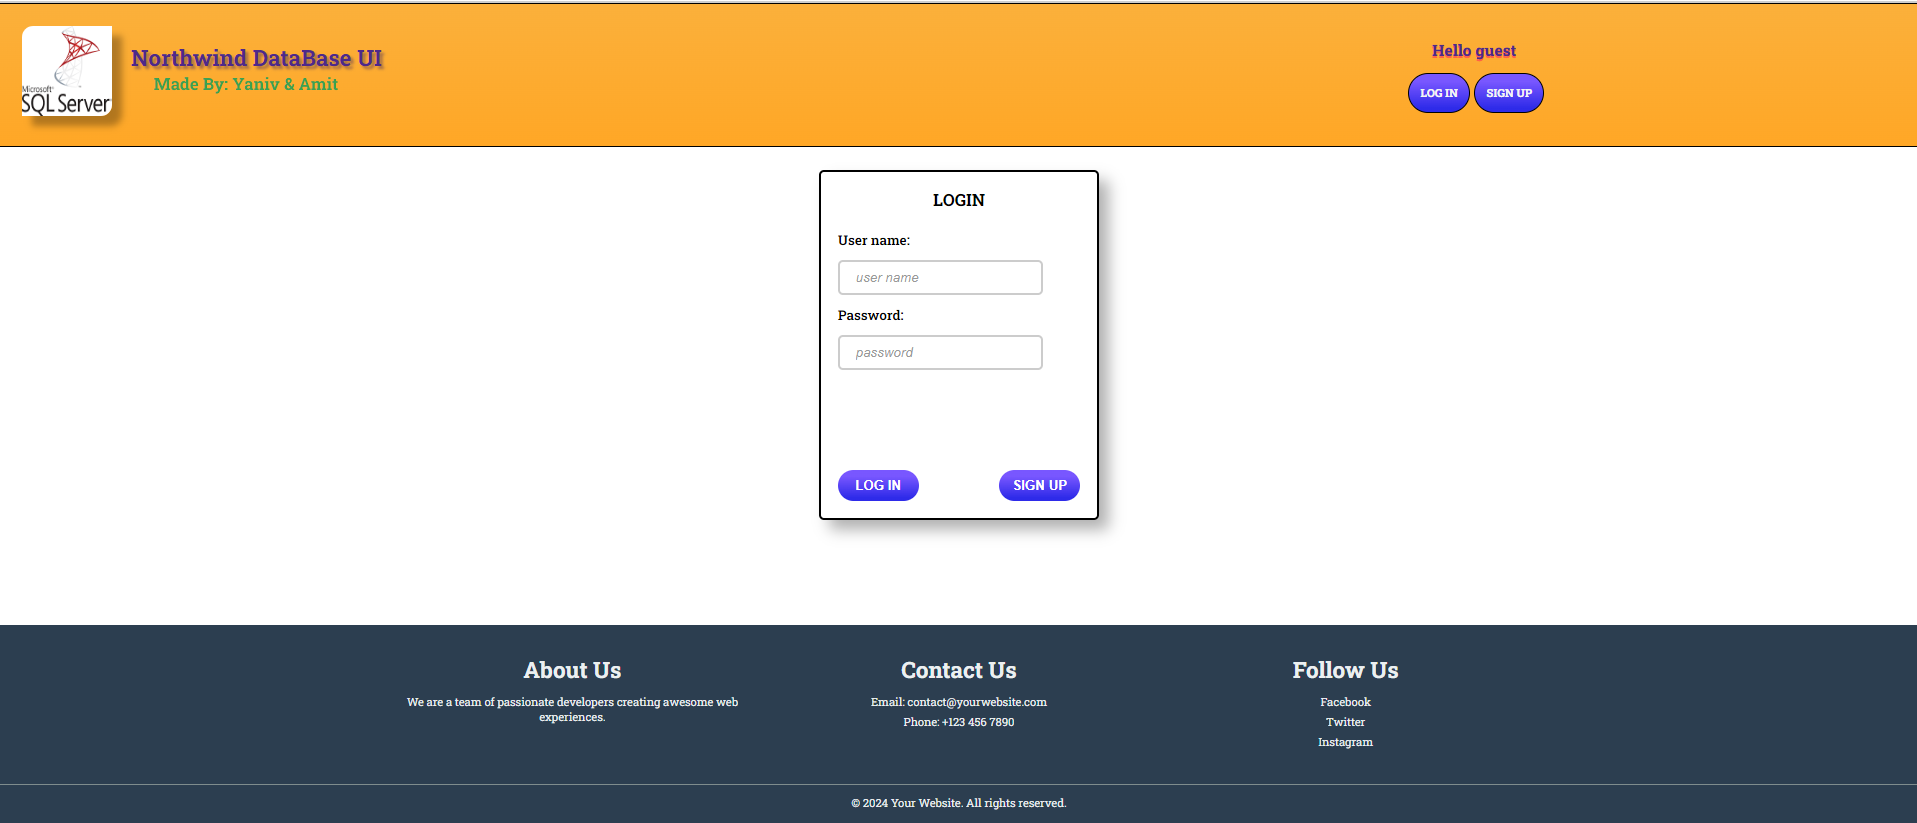 Microsoft
SQL Server
Northwind DataBase UI
Made By: Yaniv & Amit
Hello guest
LOG IN
SIGN UP
LOGIN
User name:
user name
Password:
password
LOG IN
SIGN UP
About Us
We are a team of passionate developers creating awesome web
experiences.
Contact Us
Email: contact@yourwebsite.com
Phone: +123 456 7890
Follow Us
Facebook
Twitter
Instagram
© 2024 Your Website. All rights reserved.